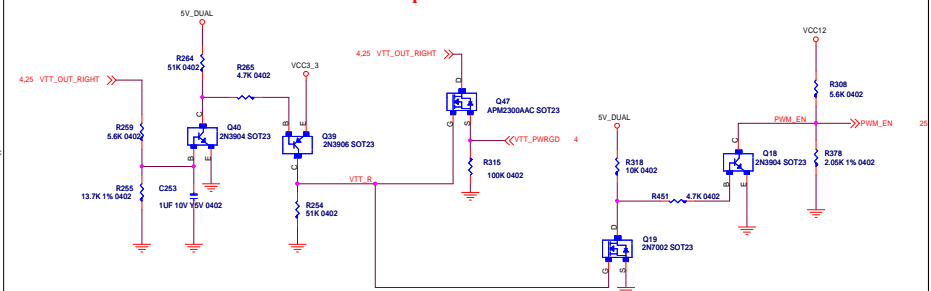 5V_DUAL
R264
51K 0402
R265
4.7K 0402
VCC3_3
4,25 VTT_OUT_RIGHT
4,25 VTT_OUT_RIGHT
R259
5.6K 0402
C
Q40
2N3904 SOT23
B
E
B
E
Q39
2N3906 SOT23
C
D
Q47
APM2300AAC SOT23
G
S
VTT_PWRGD 4
R315
100K 0402
R255
13.7K 1% 0402
C253
1UF 10V Y5V 0402
VTT_R
R254
51K 0402
5V_DUAL
R318
10K 0402
R451 4.7K 0402
D
Q19
2N7002 SOT23
G
S
VCC12
R308
5.6K 0402
PWM_EN
PWM_EN 25
C
Q18
2N3904 SOT23
B
E
R378
2.05K 1% 0402